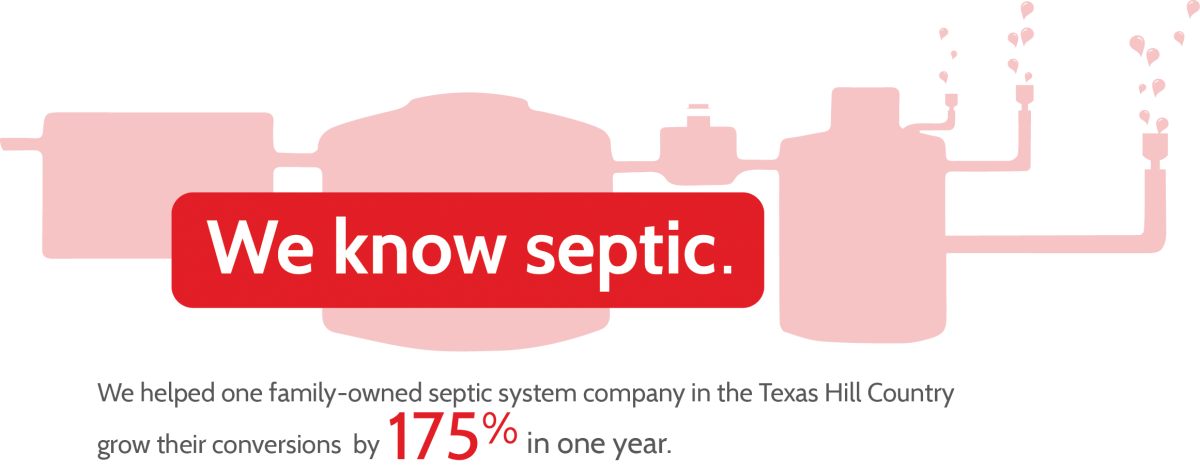 We know septic.
We helped one family-owned septic system company in the Texas Hill Country
grow their conversions by 175% in one year.